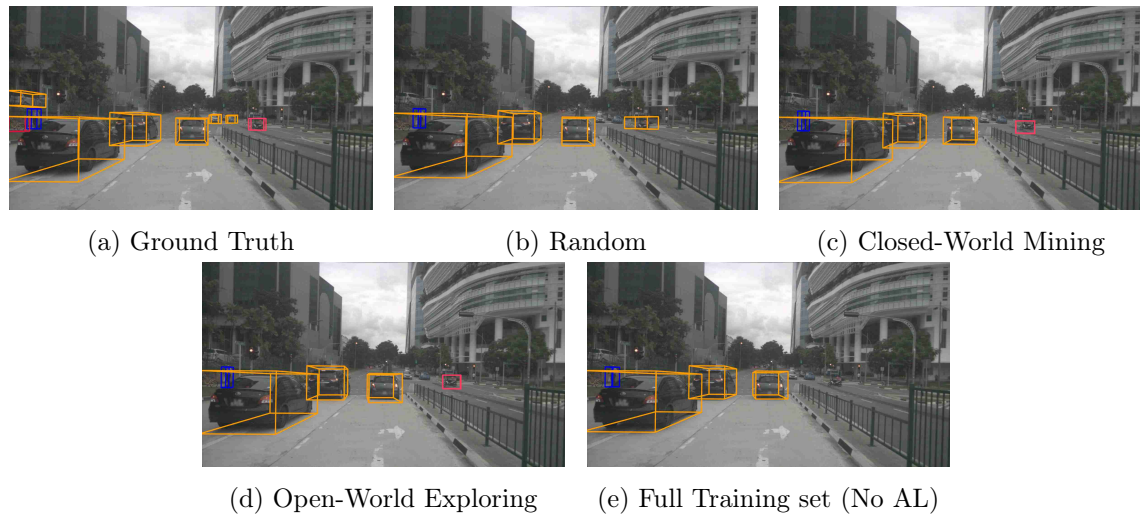 (a) Ground Truth
(b) Random
(c) Closed-World Mining
(d) Open-World Exploring
(e) Full Training set (No AL)